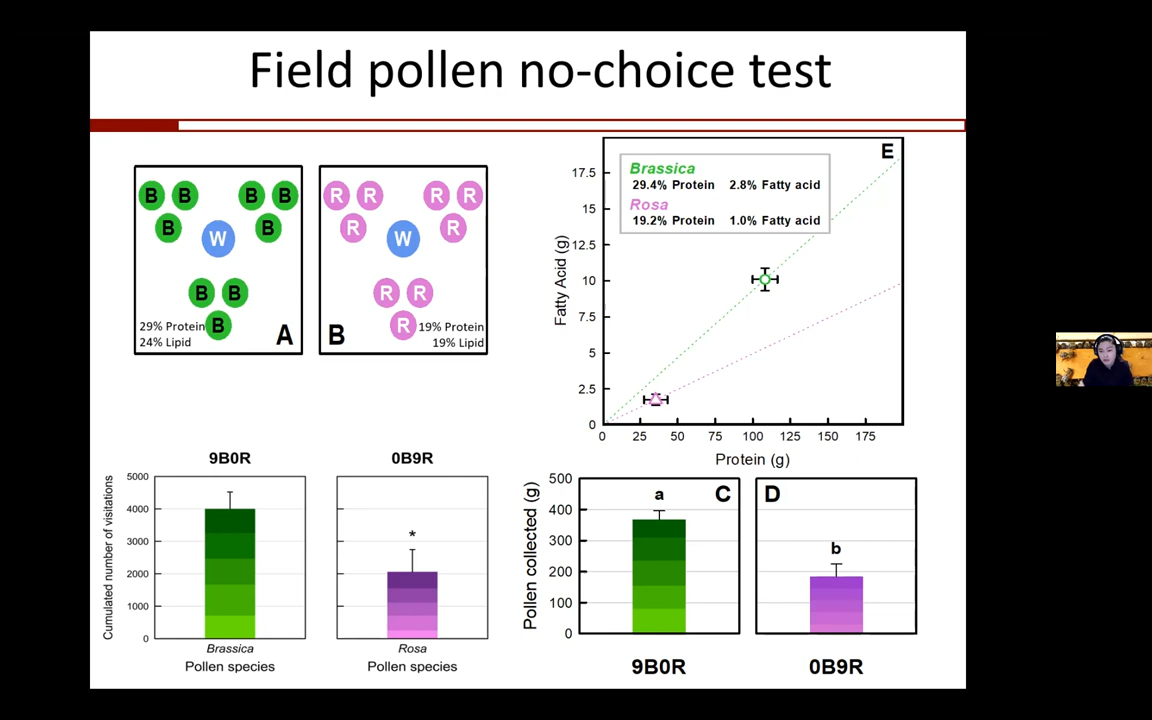 Field pollen no-choice test
B B B B
B B
W
B B
B
29% Protein
24% Lipid
A
R R R R
R R
W
R R
R
B
19% Protein
19% Lipid
E
Brassica
29.4% Protein 2.8% Fatty acid
Rosa
19.2% Protein 1.0% Fatty acid
Fatty Acid (g)
17.5
15
12.5
10
7.5
5
2.5
0
0 25 50 75 100 125 150 175
Protein (g)
9B0R
Cumulated number of visitations
5000
4000
3000
2000
1000
0
Brassica
Pollen species
0B9R
*
Rosa
Pollen species
Pollen collected (g)
500
400
300
200
100
0
a
C
9B0R
D
b
0B9R